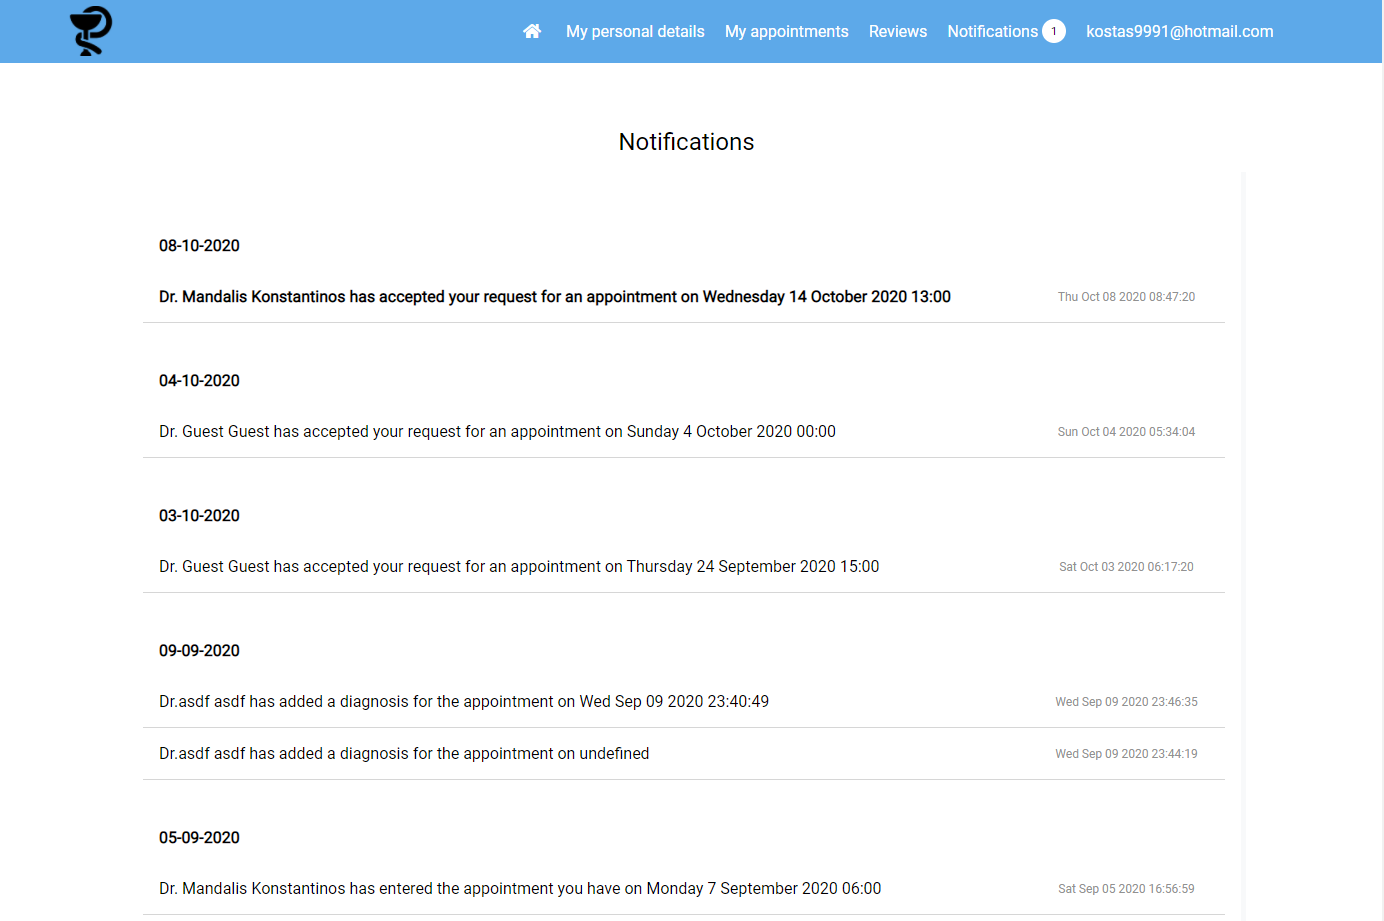 My personal details My appointments Reviews Notifications 1 kostas9991@hotmail.com
Notifications
08-10-2020
Dr. Mandalis Konstantinos has accepted your request for an appointment on Wednesday 14 October 2020 13:00 Thu Oct 08 2020 08:47:20
04-10-2020
Dr. Guest Guest has accepted your request for an appointment on Sunday 4 October 2020 00:00 Sun Oct 04 2020 05:34:04
03-10-2020
Dr. Guest Guest has accepted your request for an appointment on Thursday 24 September 2020 15:00 Sat Oct 03 2020 06:17:20
09-09-2020
Dr.asdf asdf has added a diagnosis for the appointment on Wed Sep 09 2020 23:40:49 Wed Sep 09 2020 23:46:35
Dr.asdf asdf has added a diagnosis for the appointment on undefined Wed Sep 09 2020 23:44:19
05-09-2020
Dr. Mandalis Konstantinos has entered the appointment you have on Monday 7 September 2020 06:00 Sat Sep 05 2020 16:56:59